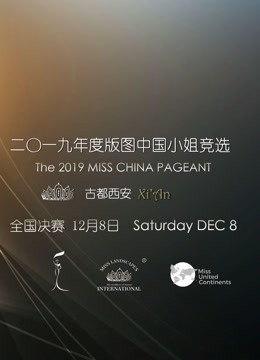 二〇一九年度版图中国小姐竞选
The 2019 MISS CHINA PAGEANT
古都西安 Xi'An
全国决赛 12月8日 Saturday DEC 8
MISS LANDSCAPES
INTERNATIONAL
®
Miss
United
Continents